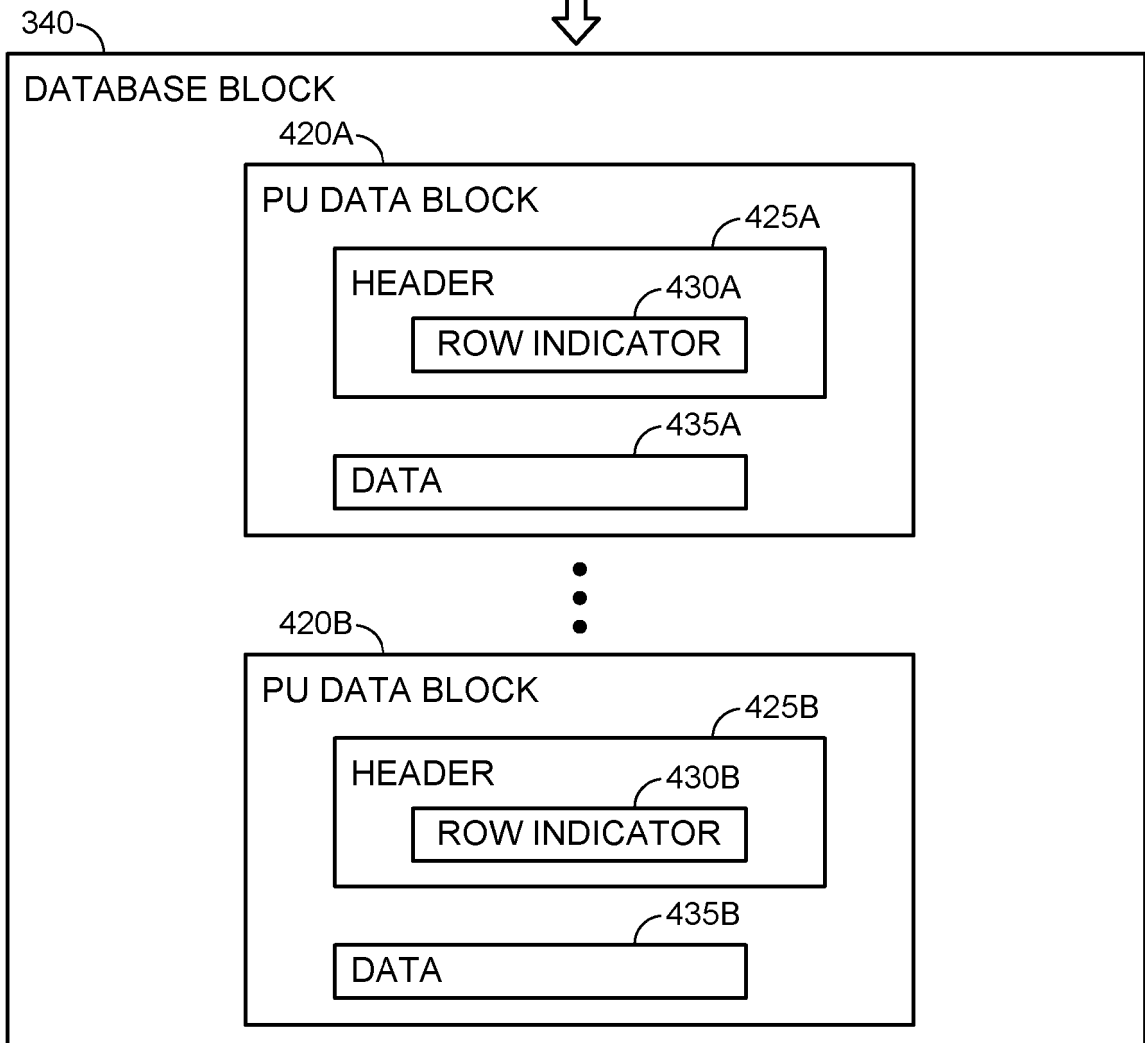 340
DATABASE BLOCK
420A
PU DATA BLOCK
425A
HEADER
430A
ROW INDICATOR
435A
DATA
420B
PU DATA BLOCK
425B
HEADER
430B
ROW INDICATOR
435B
DATA